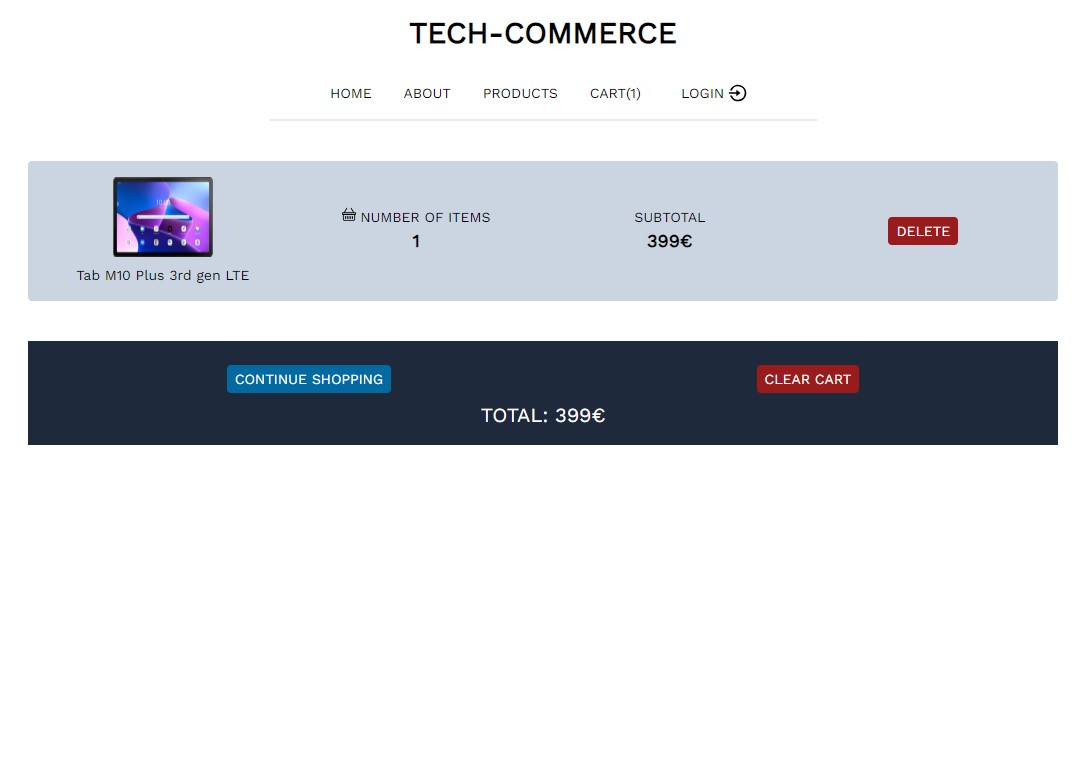 TECH-COMMERCE
HOME ABOUT PRODUCTS CART(1) LOGIN
NUMBER OF ITEMS
1
SUBTOTAL
399€
DELETE
Tab M10 Plus 3rd gen LTE
CONTINUE SHOPPING
CLEAR CART
TOTAL: 399€